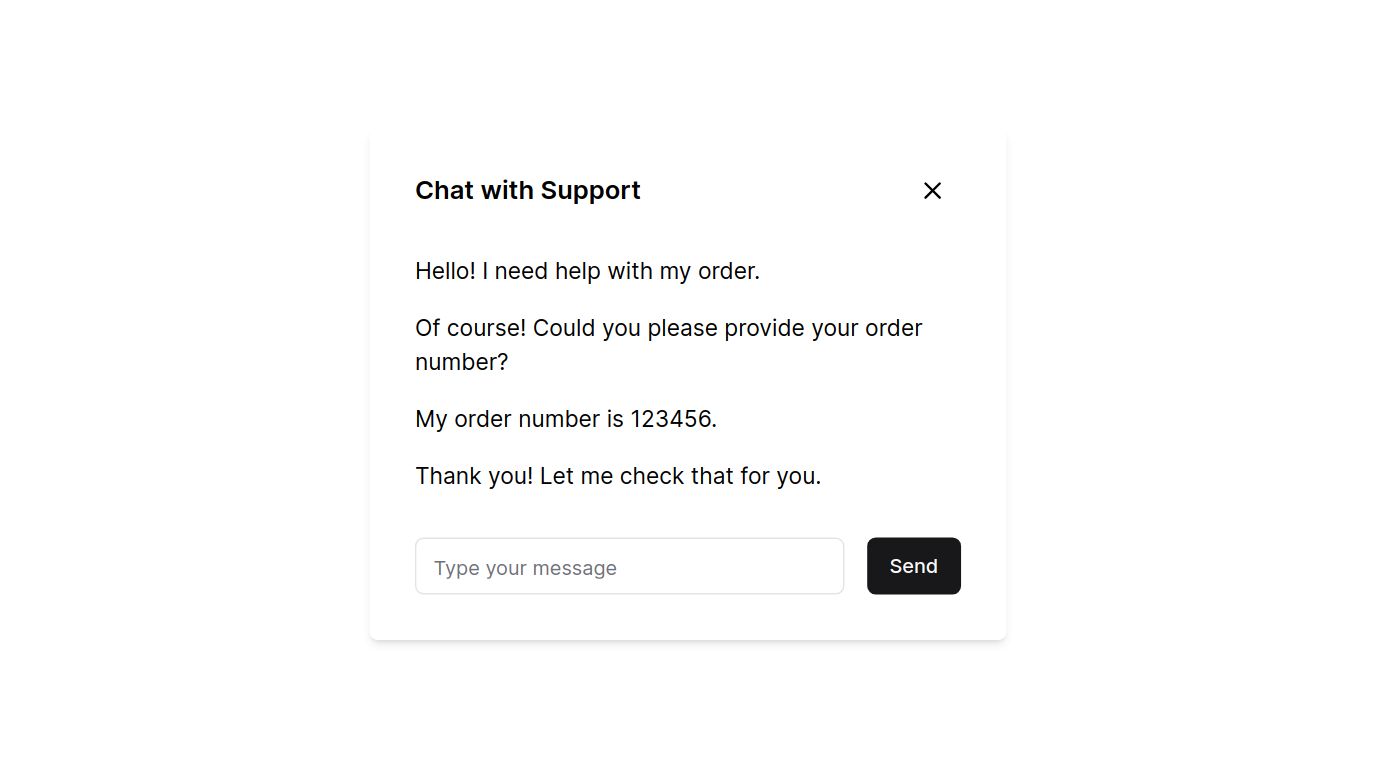 Chat with Support
Hello! I need help with my order.
Of course! Could you please provide your order
number?
My order number is 123456.
Thank you! Let me check that for you.
Type your message
Send